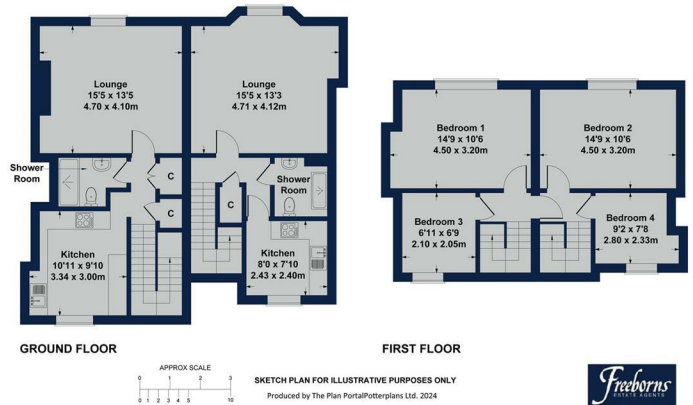 Lounge
15'5 x 13'5
4.70 x 4.10m
Lounge
15'5 x 13'3
4.71 x 4.12m
Shower
Room
C
C
C
Shower
Room
Kitchen
10'11 x 9'10
3.34 x 3.00m
Kitchen
8'0 x 7'10
2.43 x 2.40m
Bedroom 1
14'9 x 10'6
4.50 x 3.20m
Bedroom 2
14'9 x 10'6
4.50 x 3.20m
Bedroom 3
6'11 x 6'9
2.10 x 2.05m
Bedroom 4
9'2 x 7'8
2.80 x 2.33m
GROUND FLOOR
FIRST FLOOR
APPROX SCALE
0 1 2 3
0 1 2 3 4 5 10
SKETCH PLAN FOR ILLUSTRATIVE PURPOSES ONLY
Produced by The Plan PortalPotterplans Ltd. 2024
Freeborns
ESTATE AGENTS